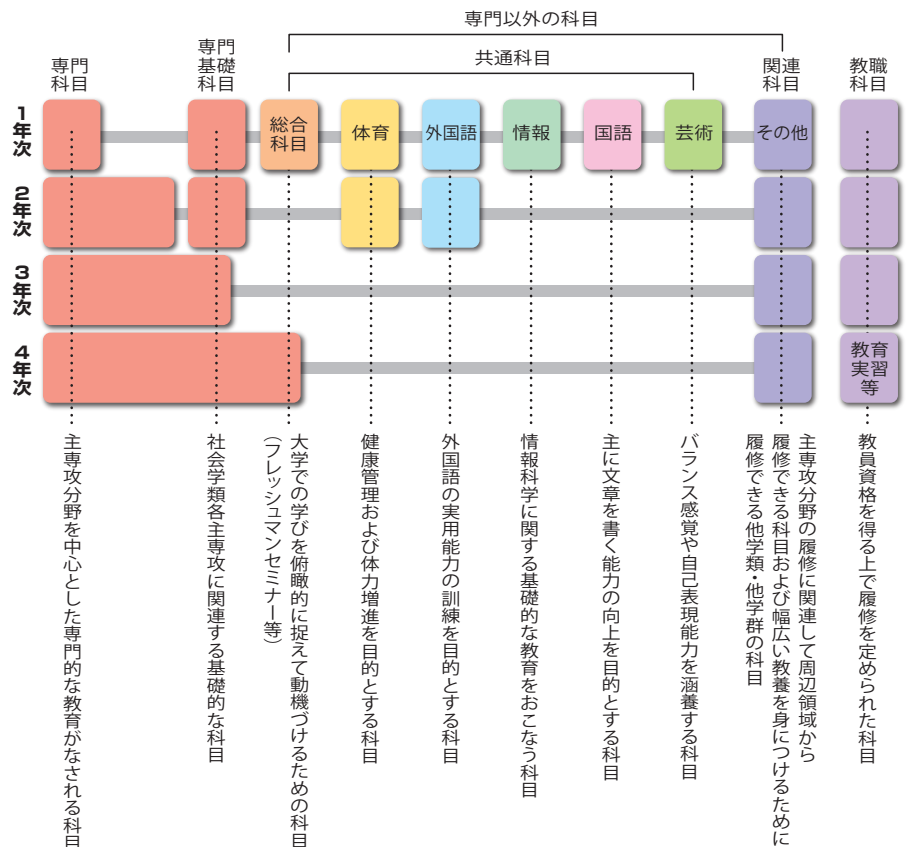 専門以外の科目
共通科目
専門
科目
専門
基礎
科目
関連
科目
教職
科目
1年次
総合
科目
体育
外国語
情報
国語
芸術
その他
2年次
3年次
4年次
教育
実習
等
主専攻分野を中心とした専門的な教育がなされる科目
社会学類各主専攻に関連する基礎的な科目
大学での学びを俯瞰的に捉えて動機づけるための科目
（フレッシュマンセミナー等）
健康管理および体力増進を目的とする科目
外国語の実用能力の訓練を目的とする科目
情報科学に関する基礎的な教育をおこなう科目
主に文章を書く能力の向上を目的とする科目
バランス感覚や自己表現能力を涵養する科目
主専攻分野の履修に関連して周辺領域から
履修できる科目および幅広い教養を身につけるために
履修できる他学類・他学群の科目
教員資格を得る上で履修を定められた科目